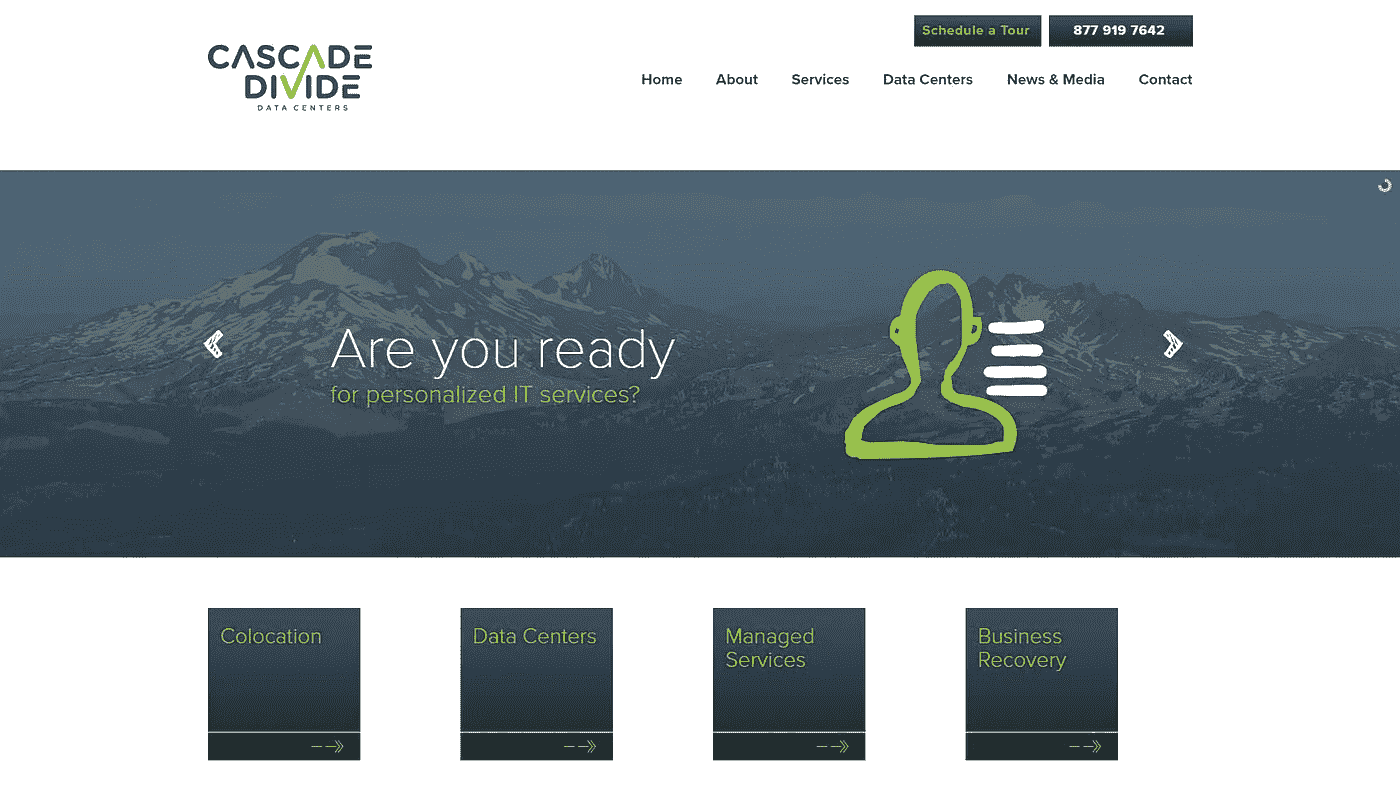 Schedule a Tour
877 919 7642
CASCADE
DIVIDE
DATA CENTERS
Home
About
Services
Data Centers
News & Media
Contact
Are you ready
for personalized IT services?
Colocation
Data Centers
Managed
Services
Business
Recovery